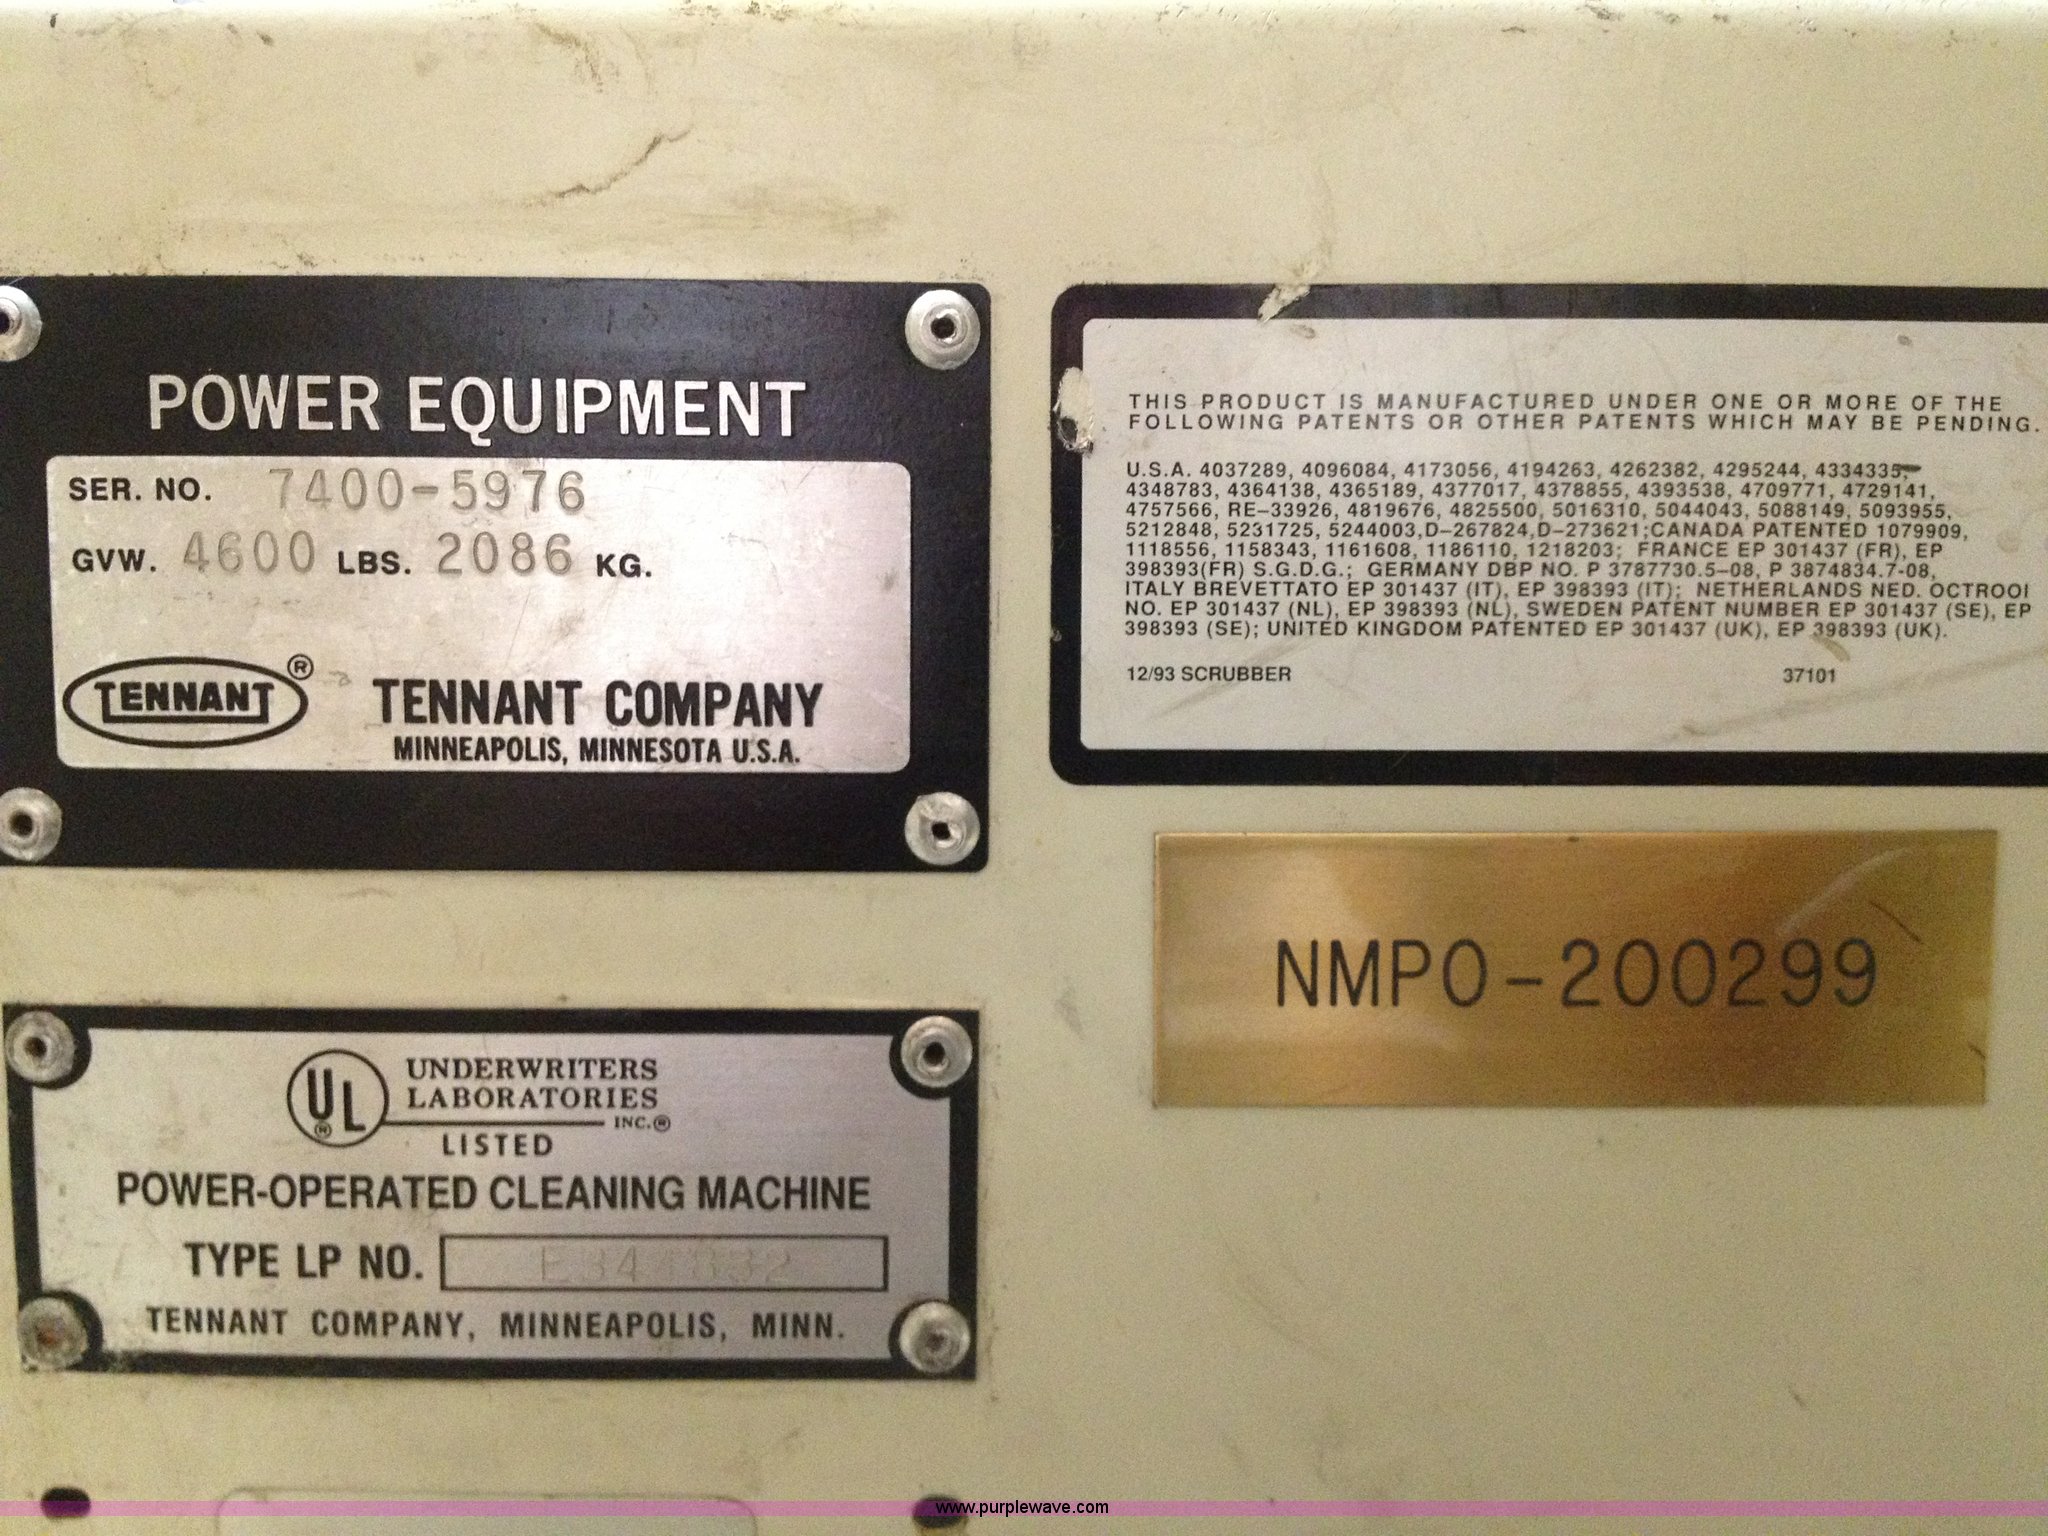 POWER EQUIPMENT
SER. NO. 7400-5976
GVW. 4600 LBS. 2086 KG.
TENNANT ®
TENNANT COMPANY
MINNEAPOLIS, MINNESOTA U.S.A.
THIS PRODUCT IS MANUFACTURED UNDER ONE OR MORE OF THE
FOLLOWING PATENTS OR OTHER PATENTS WHICH MAY BE PENDING.
U.S.A. 4037289, 4096084, 4173056, 4194263, 4262382, 4295244, 4334335,
4348783, 4364138, 4365189, 4377017, 4378855, 4393538, 4709771, 4729141,
4757566, RE-33926, 4819676, 4825500, 5016310, 5044043, 5088149, 5093955,
5212848, 5231725, 5244003,D-267824,D-273621;CANADA PATENTED 1079909,
1118556, 1158343, 1161608, 1186110, 1218203; FRANCE EP 301437 (FR), EP
398393(FR) S.G.D.G.; GERMANY DBP NO. P 3787730.5-08, P 3874834.7-08,
ITALY BREVETTATO EP 301437 (IT), EP 398393 (IT); NETHERLANDS NED. OCTROOI
NO. EP 301437 (NL), EP 398393 (NL), SWEDEN PATENT NUMBER EP 301437 (SE), EP
398393 (SE); UNITED KINGDOM PATENTED EP 301437 (UK), EP 398393 (UK).
12/93 SCRUBBER 37101
NMPO-200299
UL ®
UNDERWRITERS
LABORATORIES
INC.®
LISTED
POWER-OPERATED CLEANING MACHINE
TYPE LP NO.
TENNANT COMPANY, MINNEAPOLIS, MINN.
www.purplewave.com